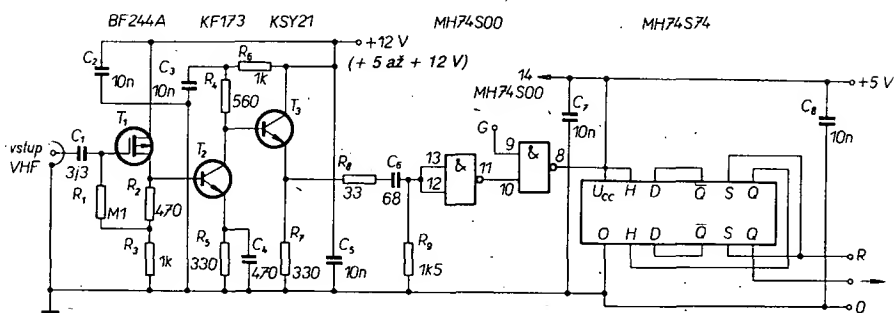 BF244A KF173 KSY21 MH74S00 MH74S74
+12 V
(+ 5 až + 12 V)
C2
10n
C3
10n
R4
560
R6
1k
T3
MH74S00
14
+5 V
C7
10n
C8
10n
vstup
VHF
C1
3j3
T1
T2
R8
33
C6
68
13
12
&
11
G
9
10
&
8
UCC H D Q S Q
O H D Q S Q
R1
M1
R2
470
R3
1k
R5
330
C4
470
R7
330
C5
10n
R9
1k5
R
O